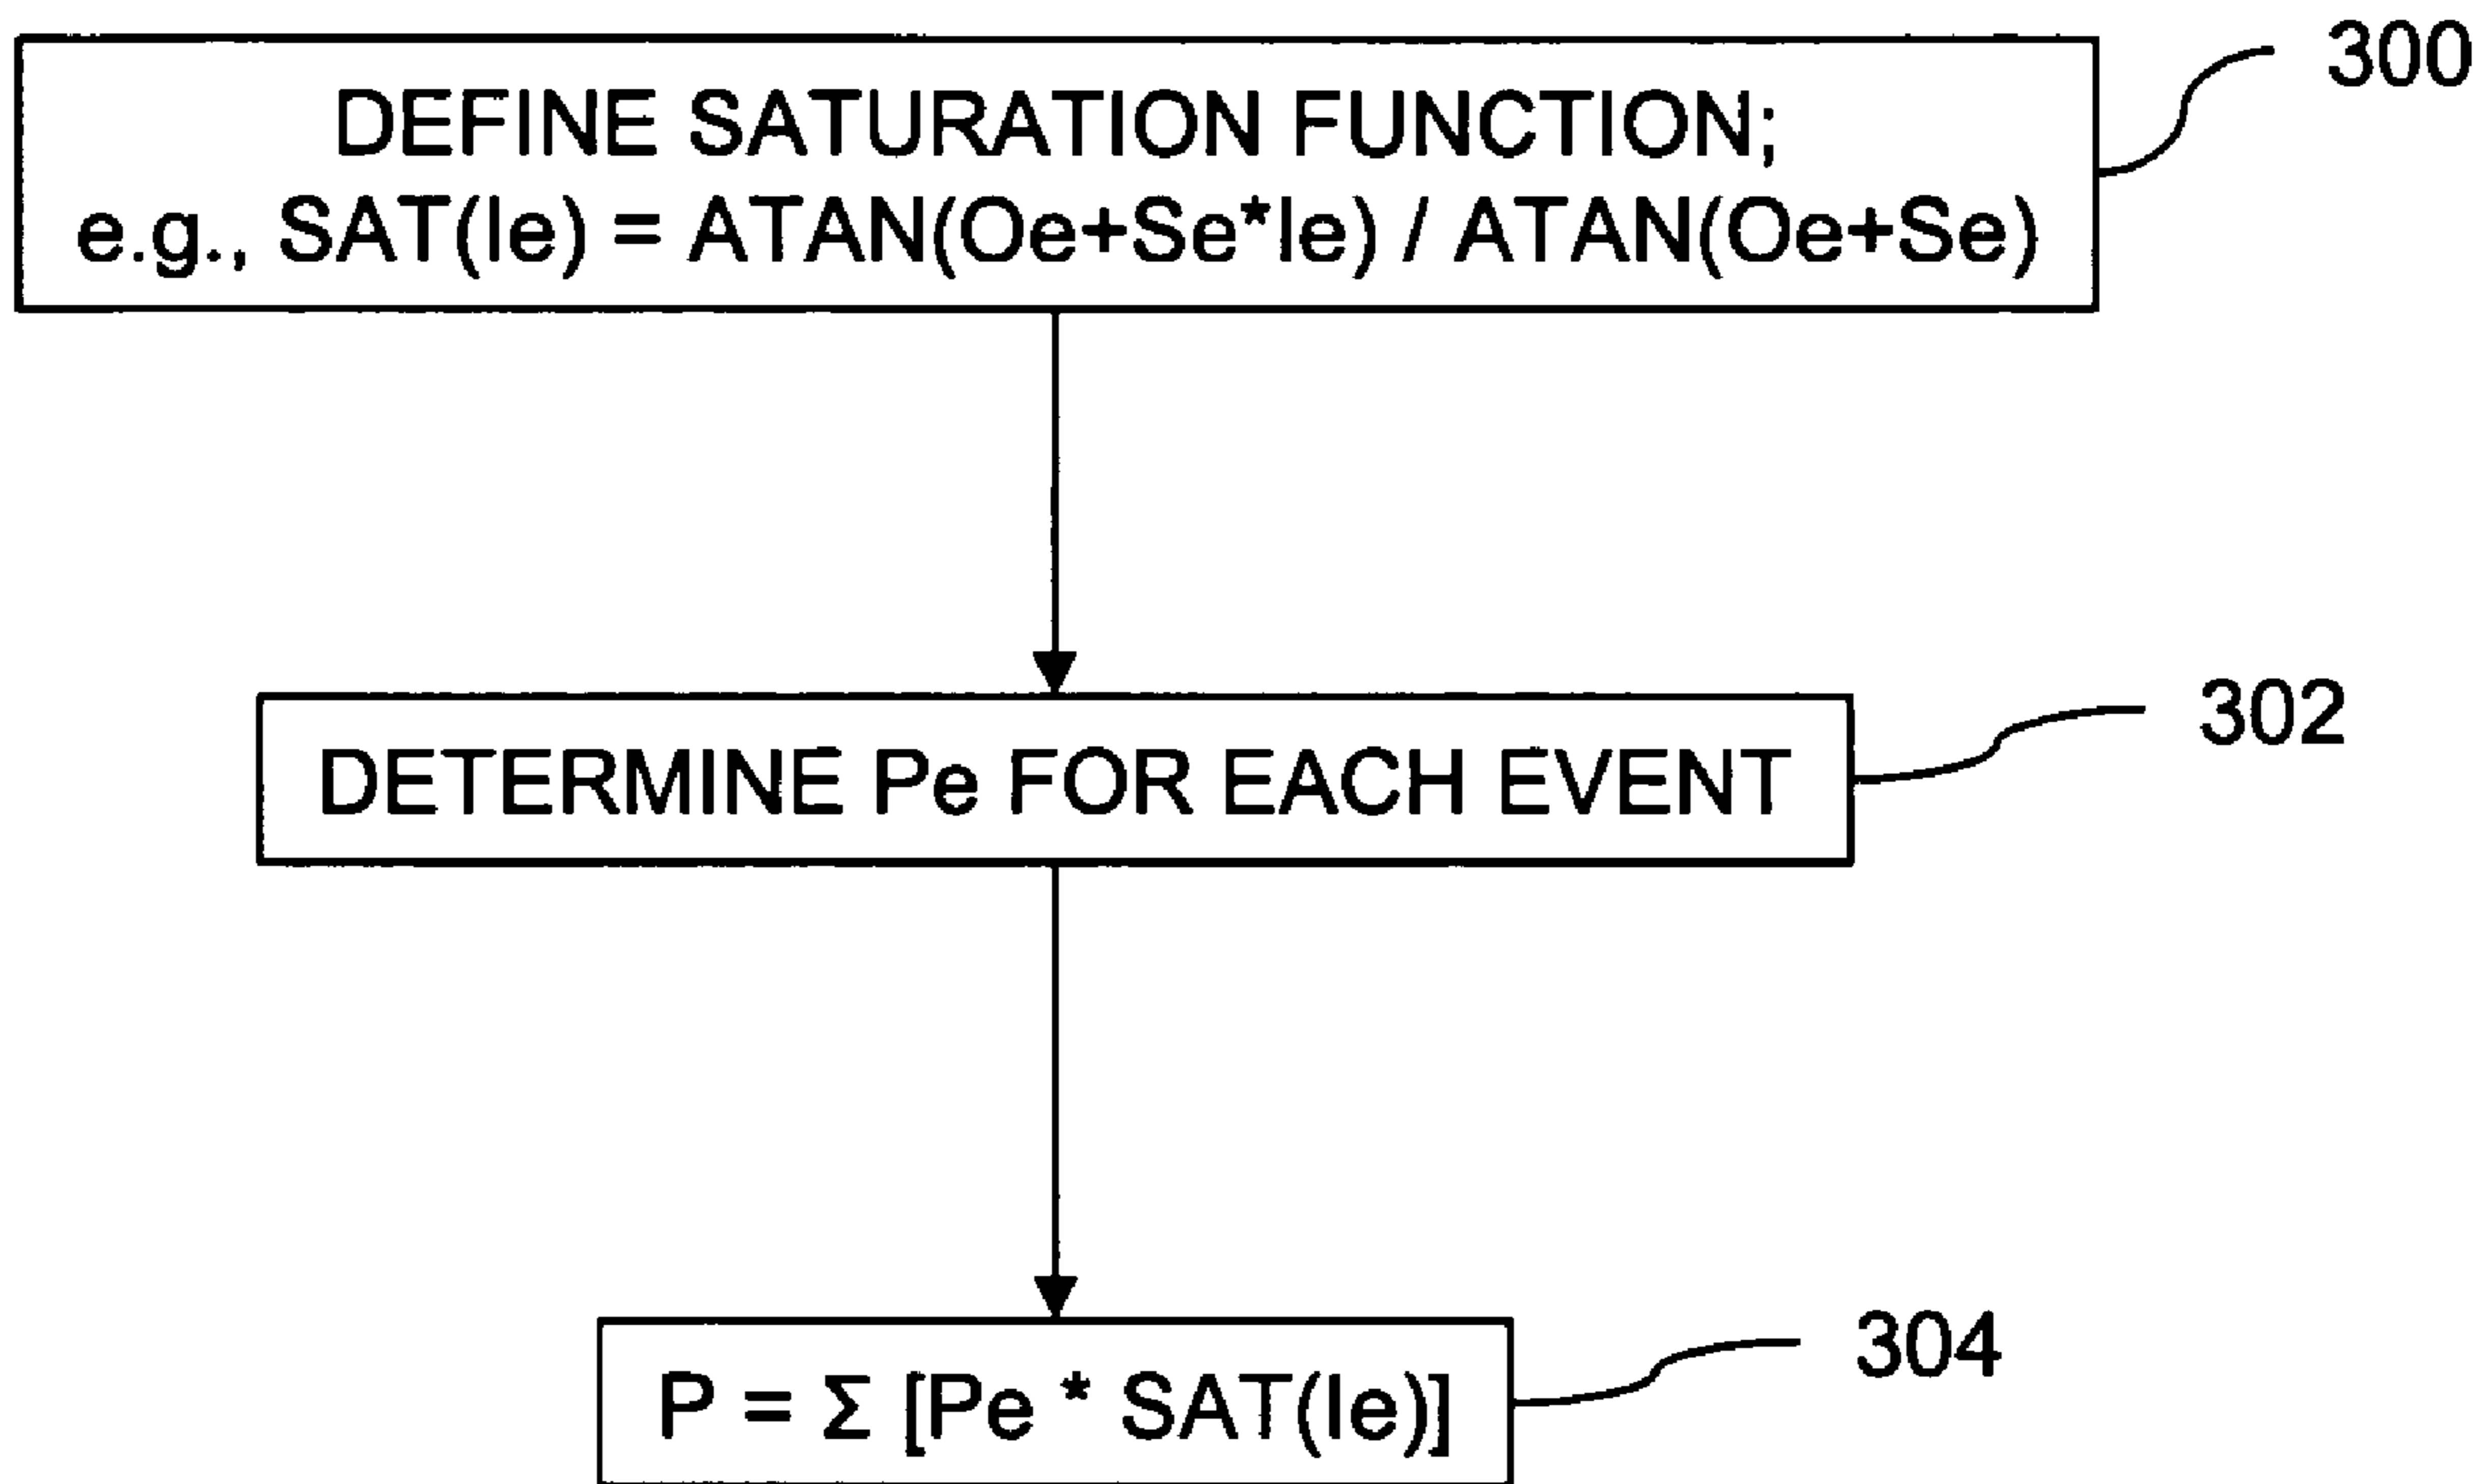 DEFINE SATURATION FUNCTION;
e.g., SAT(Ie) = ATAN(Oe+Se*Ie) / ATAN(Oe+Se)
300
DETERMINE Pe FOR EACH EVENT
302
P = Σ [Pe * SAT(Ie)]
304